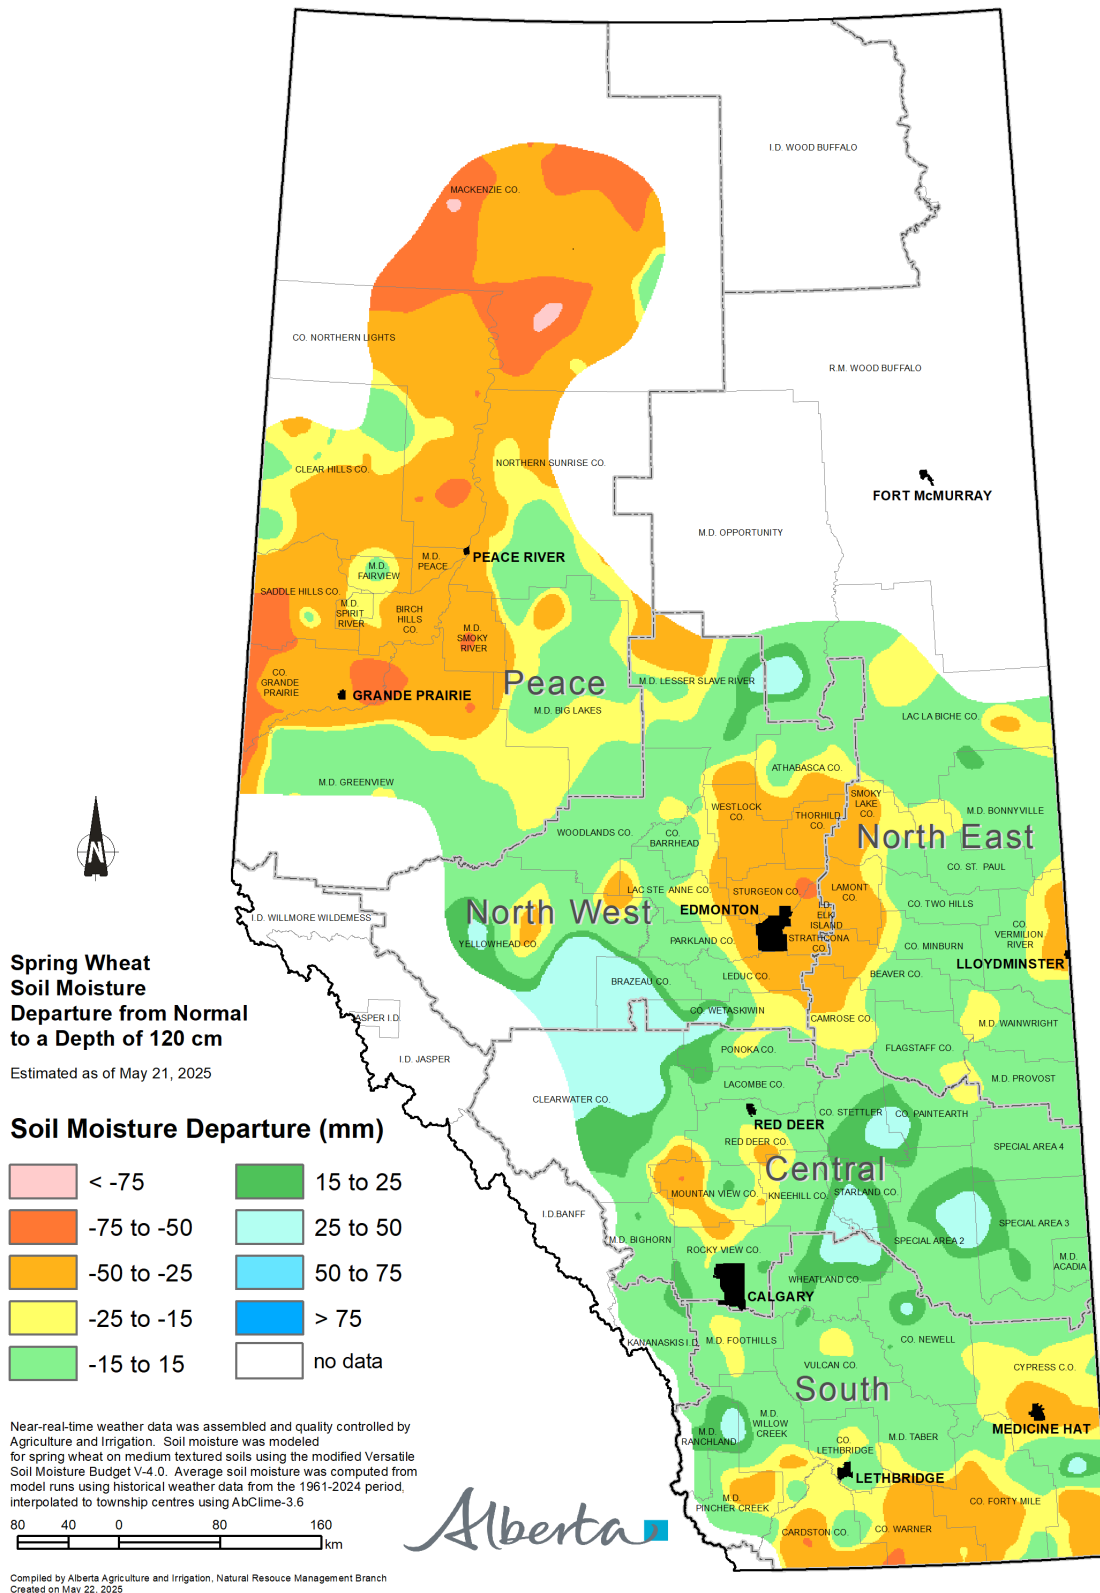 I.D. WOOD BUFFALO
MACKENZIE CO.
CO. NORTHERN LIGHTS
R.M. WOOD BUFFALO
CLEAR HILLS CO.
NORTHERN SUNRISE CO.
FORT McMURRAY
M.D. OPPORTUNITY
PEACE RIVER
M.D.
PEACE
M.D.
FAIRVIEW
SADDLE HILLS CO.
M.D.
SPIRIT
RIVER
BIRCH
HILLS
CO.
M.D.
SMOKY
RIVER
CO.
GRANDE
PRAIRIE
GRANDE PRAIRIE
Peace
M.D. LESSER SLAVE RIVER
M.D. BIG LAKES
LAC LA BICHE CO.
M.D. GREENVIEW
ATHABASCA CO.
WESTLOCK
CO.
THORHILD
CO.
SMOKY
LAKE
CO.
M.D. BONNYVILLE
WOODLANDS CO.
CO.
BARRHEAD
North East
CO. ST. PAUL
LAC STE ANNE CO.
STURGEON CO.
LAMONT
CO.
CO. TWO HILLS
North West
EDMONTON
I.D.
ELK
ISLAND
I.D. WILLMORE WILDERNESS
YELLOWHEAD CO.
PARKLAND CO.
STRATHCONA
CO.
CO. MINBURN
CO.
VERMILION
RIVER
LLOYDMINSTER
BRAZEAU CO.
LEDUC CO.
BEAVER CO.
CO. WETASKIWIN
CAMROSE CO.
M.D. WAINWRIGHT
JASPER I.D.
I.D. JASPER
PONOKA CO.
FLAGSTAFF CO.
M.D. PROVOST
LACOMBE CO.
CLEARWATER CO.
RED DEER
CO. STETTLER
CO. PAINTEARTH
RED DEER CO.
SPECIAL AREA 4
Central
MOUNTAN VIEW CO.
KNEEHILL CO.
STARLAND CO.
I.D.BANFF
M.D. BIGHORN
ROCKY VIEW CO.
SPECIAL AREA 2
SPECIAL AREA 3
M.D.
ACADIA
WHEATLAND CO.
CALGARY
KANANASKIS I.D.
M.D. FOOTHILLS
CO. NEWELL
VULCAN CO.
CYPRESS C.O.
South
M.D.
RANCHLAND
M.D.
WILLOW
CREEK
CO.
LETHBRIDGE
M.D. TABER
MEDICINE HAT
LETHBRIDGE
M.D.
PINCHER CREEK
CO. FORTY MILE
CARDSTON CO.
CO. WARNER
N
Spring Wheat
Soil Moisture
Departure from Normal
to a Depth of 120 cm
Estimated as of May 21, 2025
Soil Moisture Departure (mm)
< -75
-75 to -50
-50 to -25
-25 to -15
-15 to 15
15 to 25
25 to 50
50 to 75
> 75
no data
Near-real-time weather data was assembled and quality controlled by
Agriculture and Irrigation.  Soil moisture was modeled
for spring wheat on medium textured soils using the modified Versatile
Soil Moisture Budget V-4.0.  Average soil moisture was computed from
model runs using historical weather data from the 1961-2024 period,
interpolated to township centres using AbClime-3.6
80 40 0 80 160
km
Alberta
Compiled by Alberta Agriculture and Irrigation, Natural Resouce Management Branch
Created on May 22, 2025